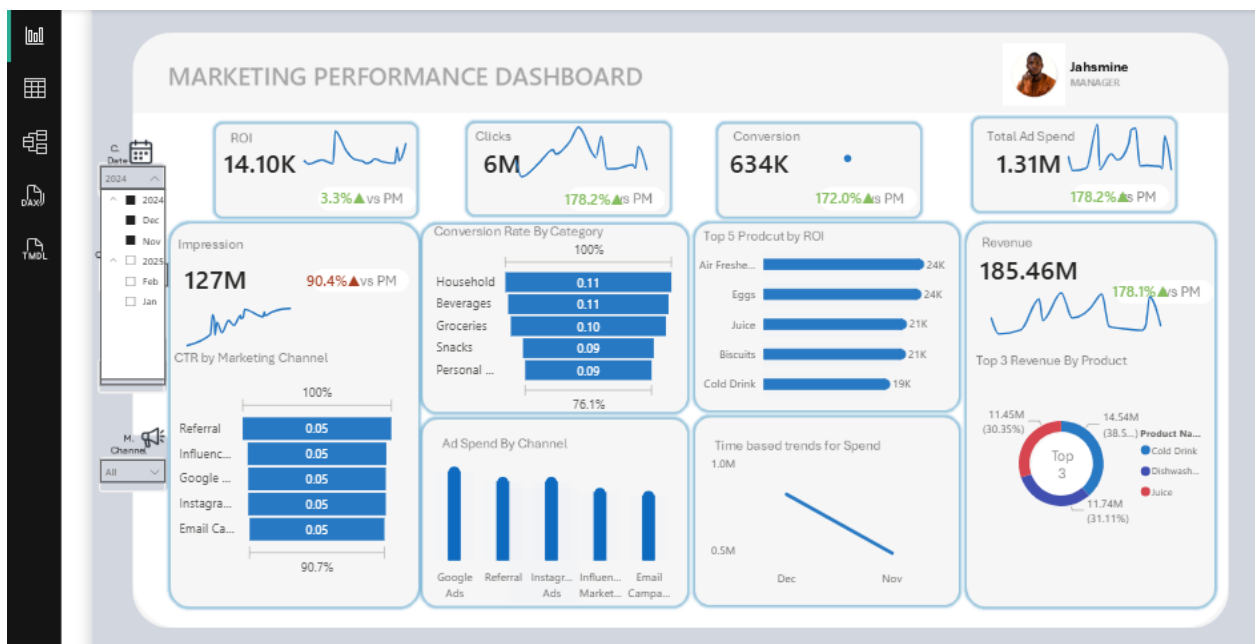 DAX
TMDL
MARKETING PERFORMANCE DASHBOARD
Jahsmine
MANAGER
C.
Date
2024
2024
Dec
Nov
2025
Feb
Jan
M.
Channel
All
ROI
14.10K
3.3% vs PM
Clicks
6M
178.2% vs PM
Conversion
634K
172.0% vs PM
Total Ad Spend
1.31M
178.2% vs PM
Impression
127M
90.4% vs PM
CTR by Marketing Channel
100%
Referral 0.05
Influenc... 0.05
Google ... 0.05
Instagra... 0.05
Email Ca... 0.05
90.7%
Conversion Rate By Category
100%
Household 0.11
Beverages 0.11
Groceries 0.10
Snacks 0.09
Personal ... 0.09
76.1%
Ad Spend By Channel
Google Ads
Referral
Instagr... Ads
Influen... Market...
Email Campa...
Top 5 Prodcut by ROI
Air Freshe... 24K
Eggs 24K
Juice 21K
Biscuits 21K
Cold Drink 19K
Time based trends for Spend
1.0M
0.5M
Dec Nov
Revenue
185.46M
178.1% vs PM
Top 3 Revenue By Product
11.45M
(30.35%)
14.54M
(38.5...)
Top
3
11.74M
(31.11%)
Product Na...
Cold Drink
Dishwash...
Juice